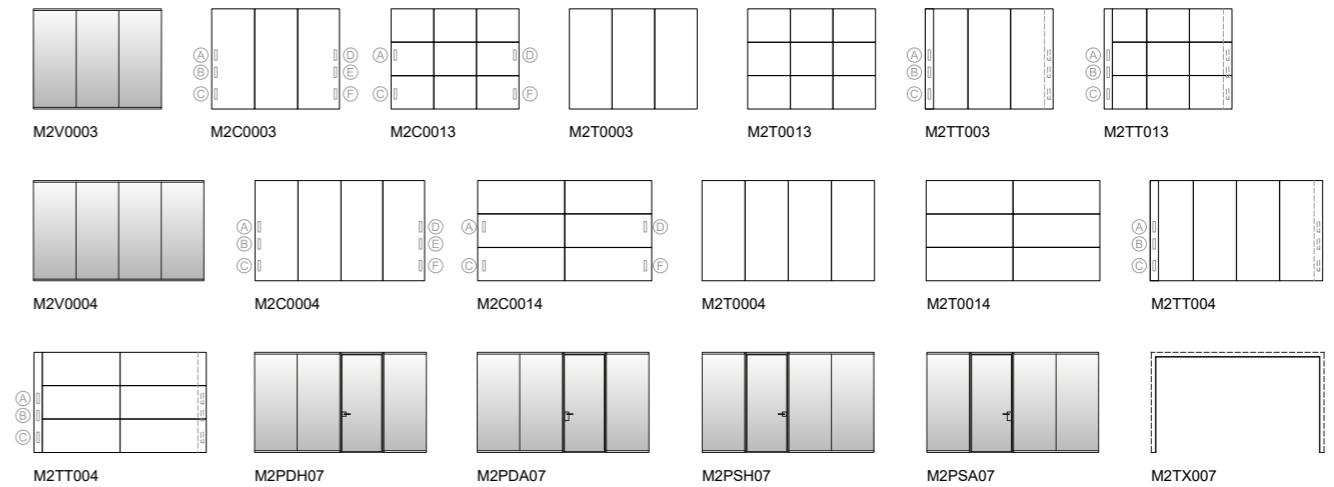 A D A D A A
B E B B
C F C F C C
M2V0003 M2C0003 M2C0013 M2T0003 M2T0013 M2TT003 M2TT013
A D A D A
B E B
C F C F C
M2V0004 M2C0004 M2C0014 M2T0004 M2T0014 M2TT004
A
B
C
M2TT004 M2PDH07 M2PDA07 M2PSH07 M2PSA07 M2TX007